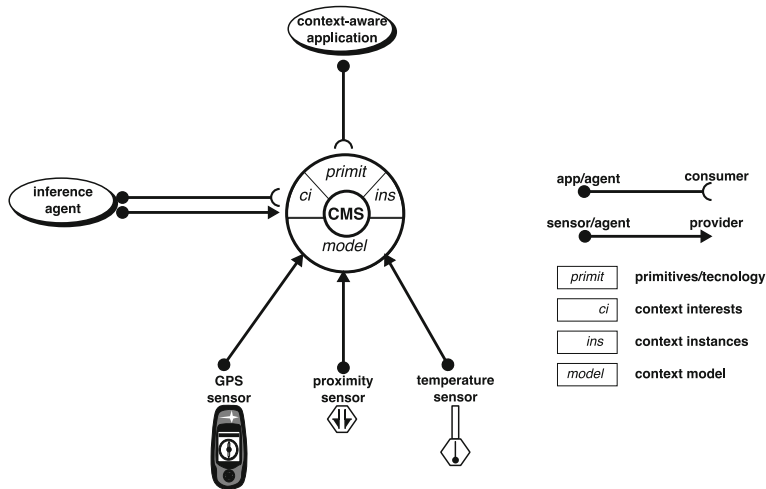 context-aware
application
primit
ci
ins
CMS
model
inference
agent
app/agent
consumer
sensor/agent
provider
primit
primitives/tecnology
ci
context interests
ins
context instances
model
context model
GPS
sensor
proximity
sensor
temperature
sensor